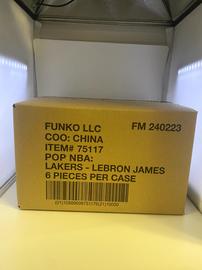 FUNKO LLC FM 240223
COO: CHINA
ITEM# 75117
POP NBA:
LAKERS - LEBRON JAMES
6 PIECES PER CASE